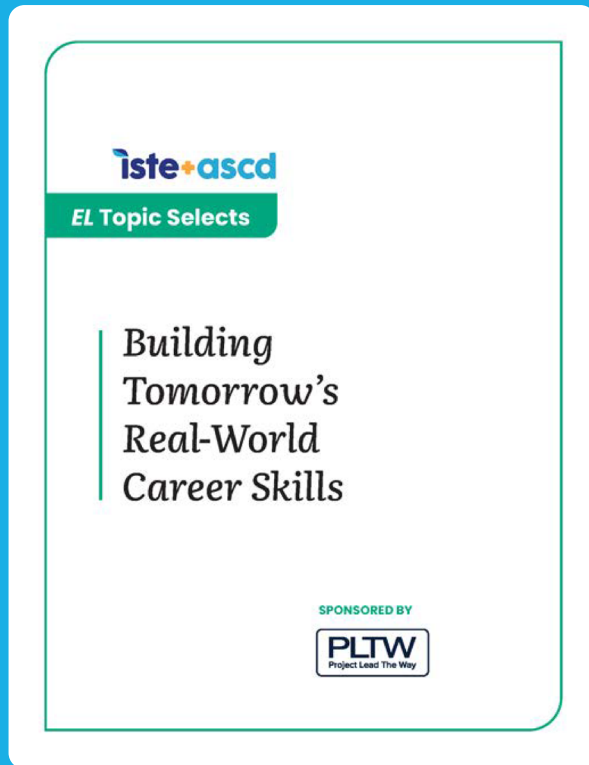 iste+ascd
EL Topic Selects
Building
Tomorrow's
Real-World
Career Skills
SPONSORED BY
PLTW
Project Lead The Way